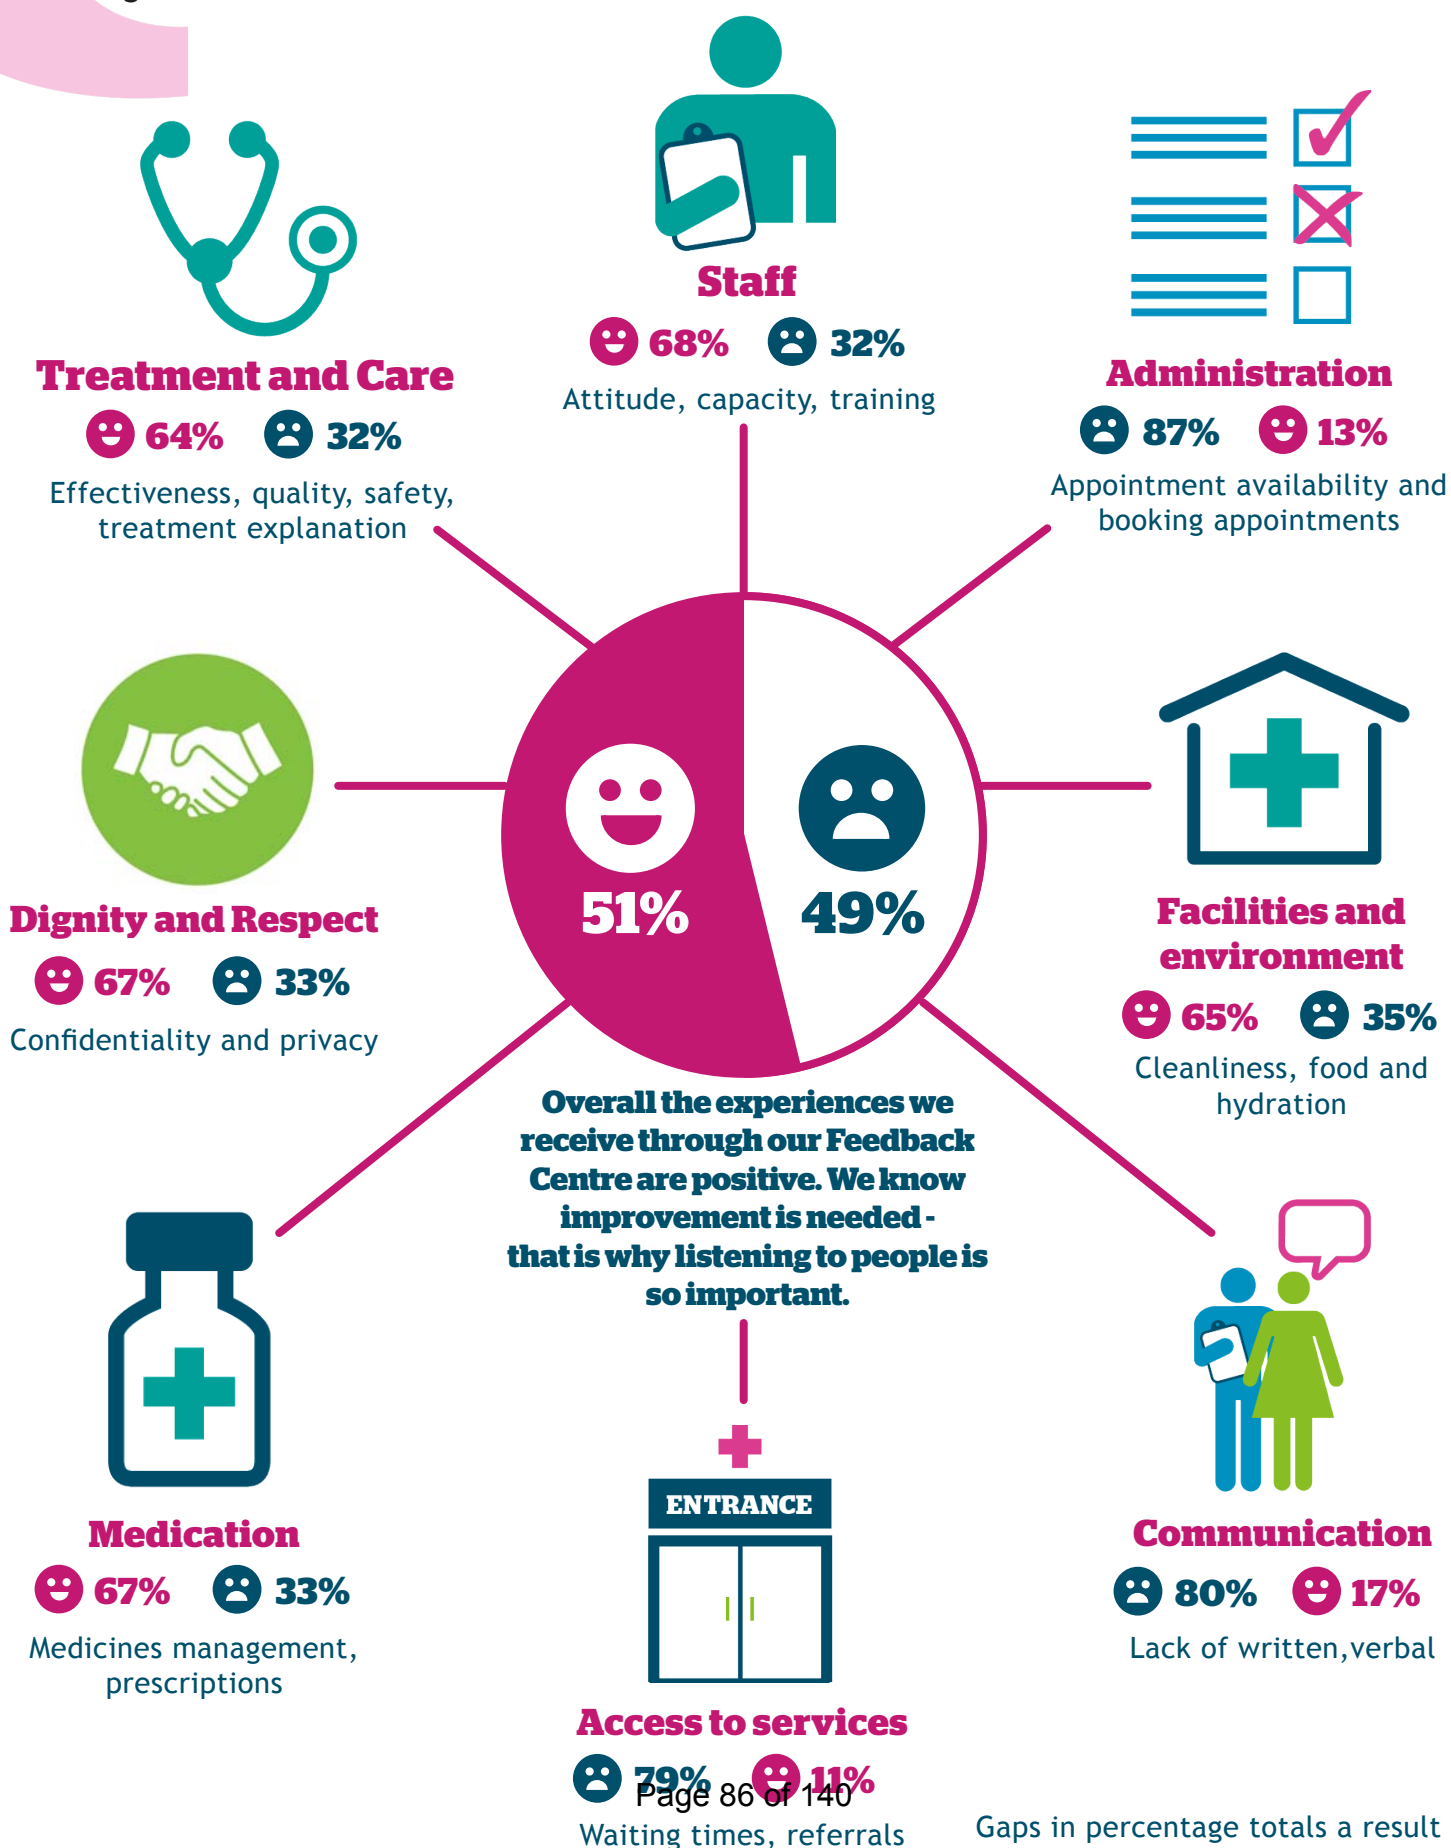 Staff
68% 32%
Attitude, capacity, training
Treatment and Care
64% 32%
Effectiveness, quality, safety,
treatment explanation
Administration
87% 13%
Appointment availability and
booking appointments
51% 49%
Dignity and Respect
67% 33%
Confidentiality and privacy
Facilities and
environment
65% 35%
Cleanliness, food and
hydration
Overall the experiences we
receive through our Feedback
Centre are positive. We know
improvement is needed -
that is why listening to people is
so important.
Medication
67% 33%
Medicines management,
prescriptions
ENTRANCE
Communication
80% 17%
Lack of written,verbal
Access to services
79% 11%
Page 86 of 140
Waiting times, referrals
Gaps in percentage totals a result